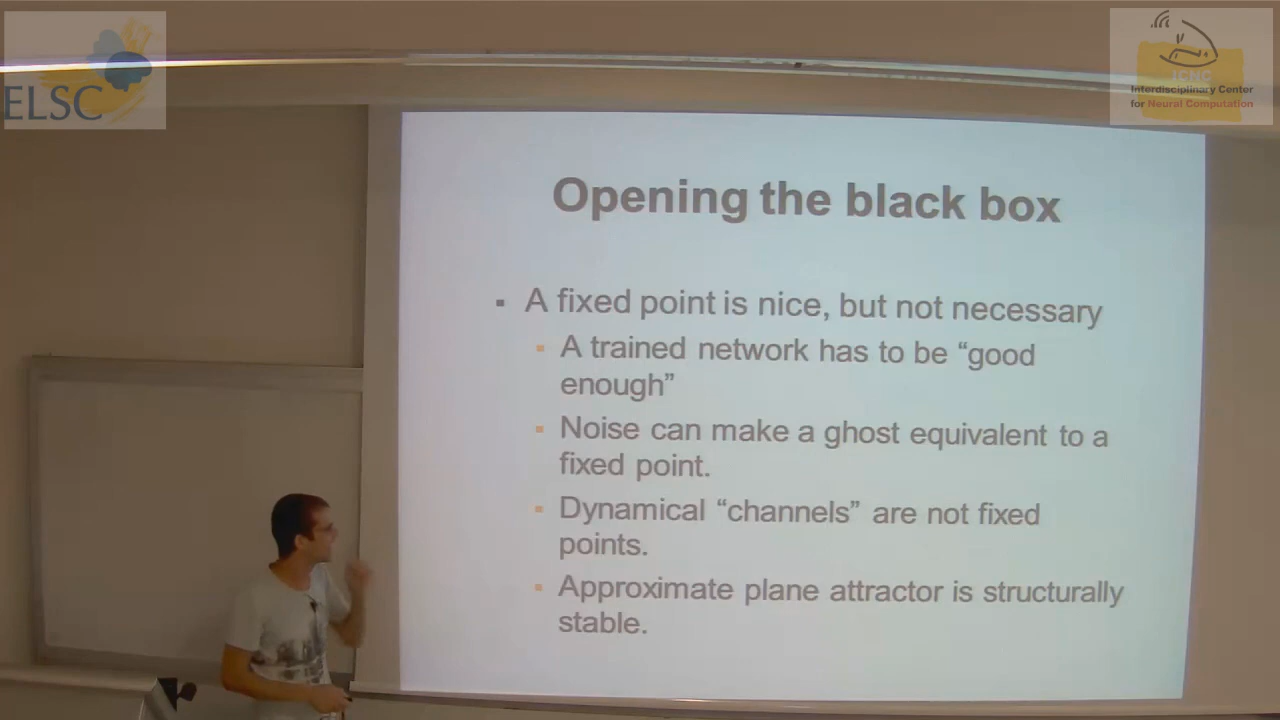 ELSC
ICNC
Interdisciplinary Center
for Neural Computation
Opening the black box
▪ A fixed point is nice, but not necessary
▪ A trained network has to be “good
enough”
▪ Noise can make a ghost equivalent to a
fixed point.
▪ Dynamical “channels” are not fixed
points.
▪ Approximate plane attractor is structurally
stable.